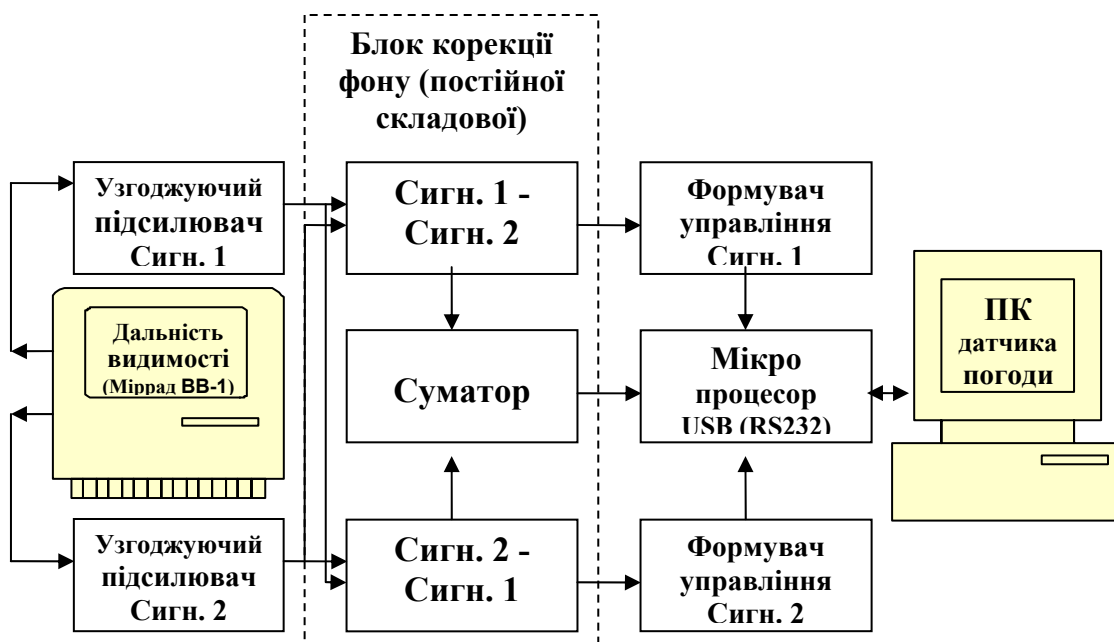 Блок корекції
фону (постійної
складової)
Узгоджуючий
підсилювач
Сигн. 1
Сигн. 1 -
Сигн. 2
Формувач
управління
Сигн. 1
Дальність
видимості
(Міррад ВВ-1)
Суматор
Мікро
процесор
USB (RS232)
ПК
датчика
погоди
Узгоджуючий
підсилювач
Сигн. 2
Сигн. 2 -
Сигн. 1
Формувач
управління
Сигн. 2